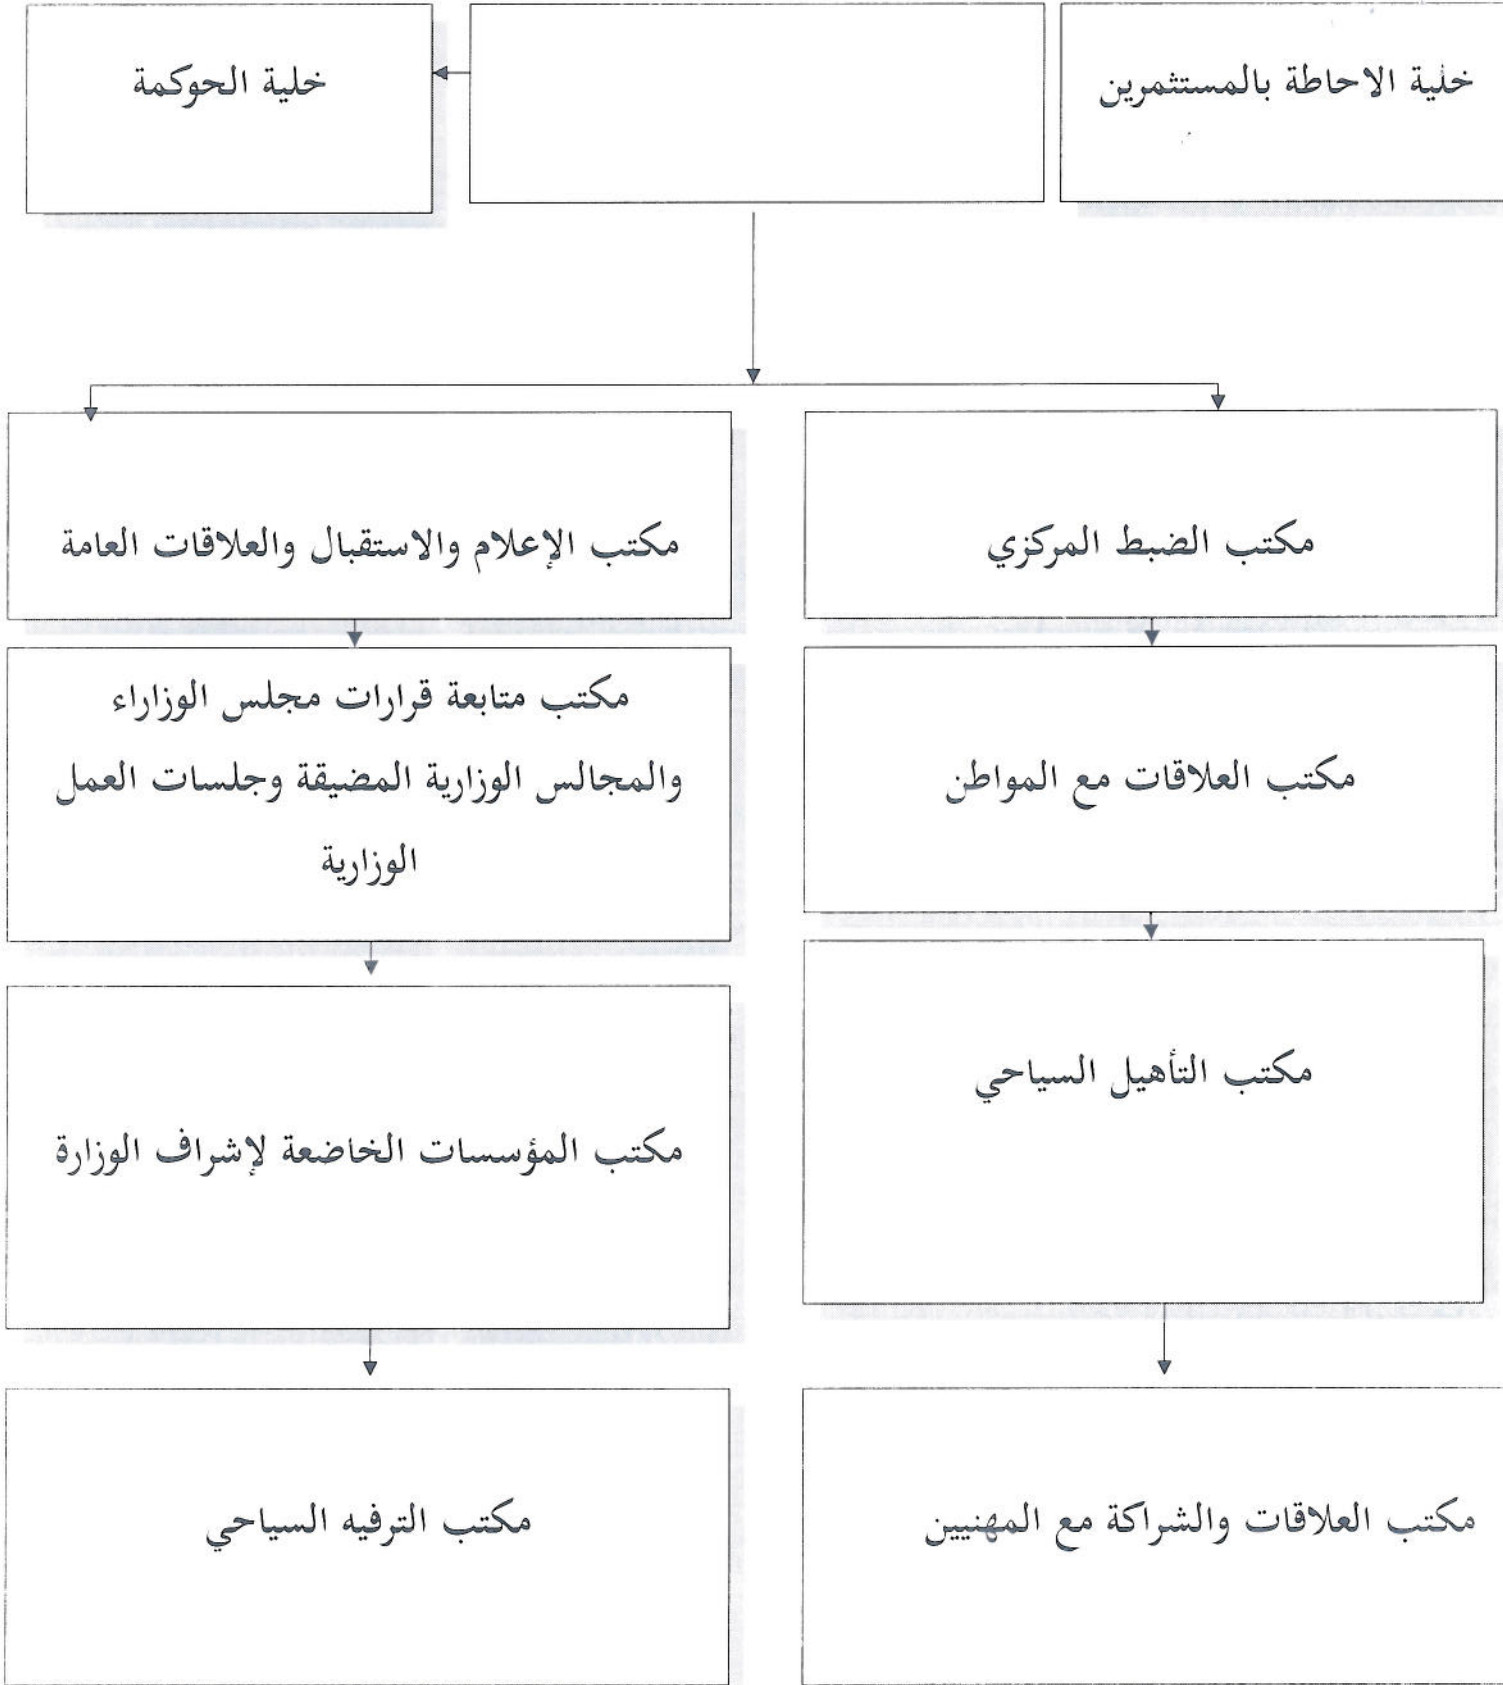 خلية الاحاطة بالمستثمرين
خلية الحوكمة
مكتب الضبط المركزي
مكتب الإعلام والاستقبال والعلاقات العامة
مكتب العلاقات مع المواطن
مكتب متابعة قرارات مجلس الوزاراء
والمجالس الوزارية المضيقة وجلسات العمل
الوزارية
مكتب التأهيل السياحي
مكتب المؤسسات الخاضعة لإشراف الوزارة
مكتب العلاقات والشراكة مع المهنيين
مكتب الترفيه السياحي